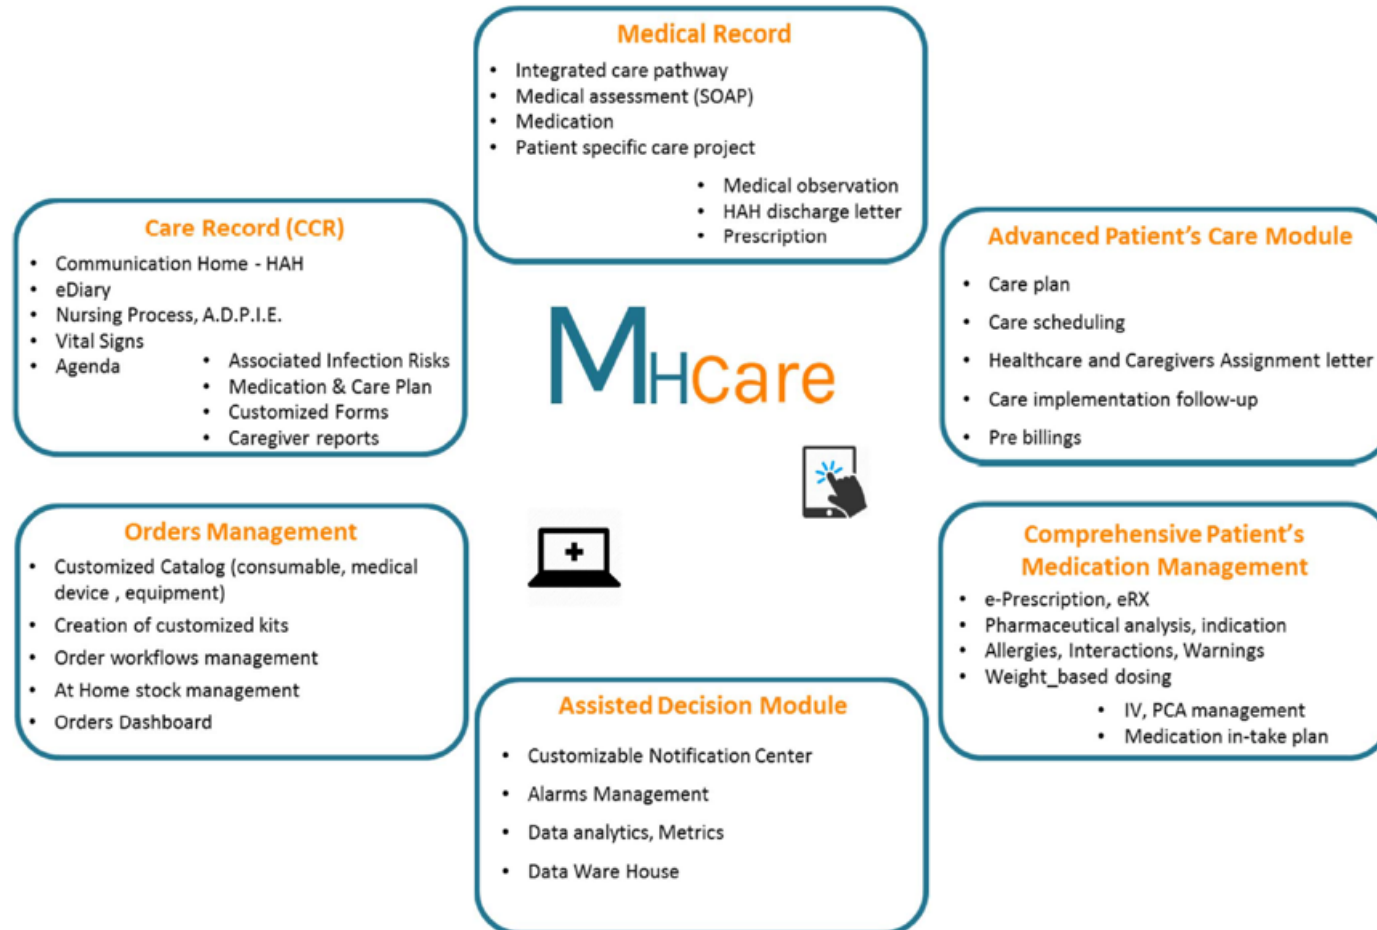 Medical Record
• Integrated care pathway
• Medical assessment (SOAP)
• Medication
• Patient specific care project
• Medical observation
• HAH discharge letter
• Prescription
Care Record (CCR)
• Communication Home - HAH
• eDiary
• Nursing Process, A.D.P.I.E.
• Vital Signs
• Agenda
• Associated Infection Risks
• Medication & Care Plan
• Customized Forms
• Caregiver reports
MHCare
Advanced Patient's Care Module
• Care plan
• Care scheduling
• Healthcare and Caregivers Assignment letter
• Care implementation follow-up
• Pre billings
Orders Management
• Customized Catalog (consumable, medical
device , equipment)
• Creation of customized kits
• Order workflows management
• At Home stock management
• Orders Dashboard
Comprehensive Patient's
Medication Management
• e-Prescription, eRX
• Pharmaceutical analysis, indication
• Allergies, Interactions, Warnings
• Weight_based dosing
• IV, PCA management
• Medication in-take plan
Assisted Decision Module
• Customizable Notification Center
• Alarms Management
• Data analytics, Metrics
• Data Ware House